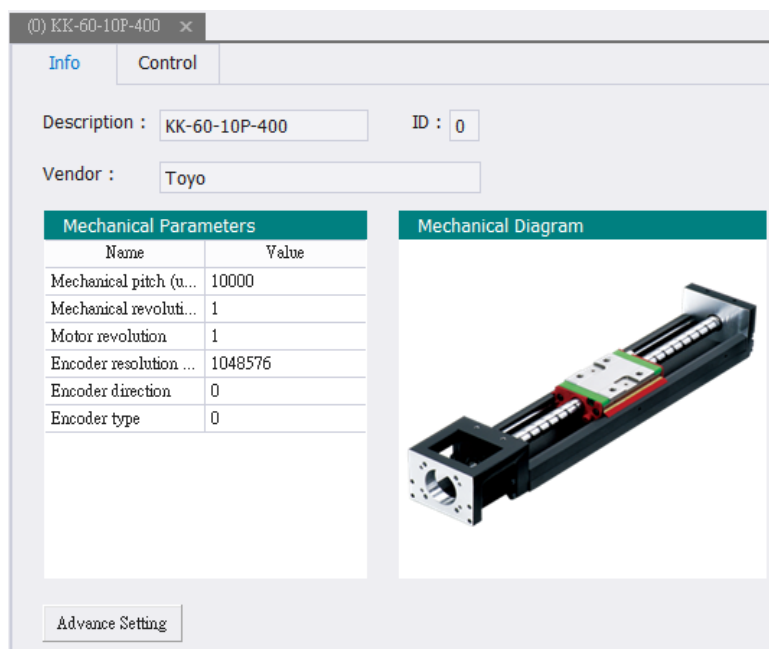 (0) KK-60-10P-400 ×
Info Control
Description : KK-60-10P-400 ID : 0
Vendor : Toyo
Mechanical Parameters Mechanical Diagram
Name Value
Mechanical pitch (u... 10000
Mechanical revoluti... 1
Motor revolution 1
Encoder resolution ... 1048576
Encoder direction 0
Encoder type 0
Advance Setting